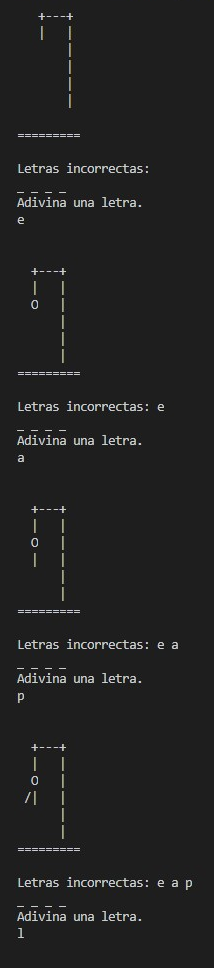 +---+
   |   |
       |
       |
       |
       |

=========

Letras incorrectas:
_ _ _ _
Adivina una letra.
e

  +---+
  |   |
  O   |
      |
      |
      |
=========

Letras incorrectas: e
_ _ _ _
Adivina una letra.
a

  +---+
  |   |
  O   |
  |   |
      |
      |
=========

Letras incorrectas: e a
_ _ _ _
Adivina una letra.
p

  +---+
  |   |
  O   |
 /|   |
      |
      |
=========

Letras incorrectas: e a p
_ _ _ _
Adivina una letra.
l